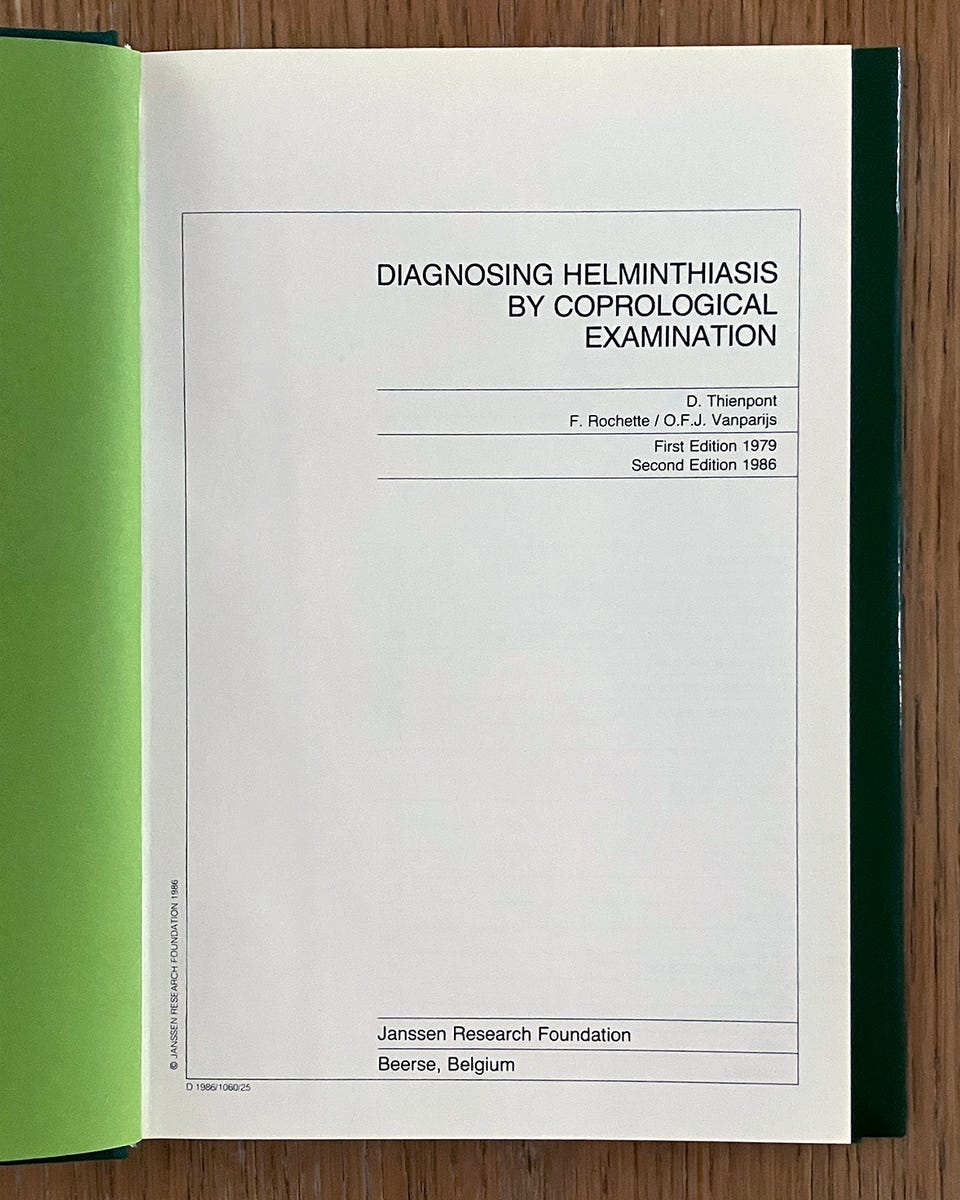 DIAGNOSING HELMINTHIASIS
BY COPROLOGICAL
EXAMINATION
D. Thienpont
F. Rochette / O.F.J. Vanparijs
First Edition 1979
Second Edition 1986
© JANSSEN RESEARCH FOUNDATION 1986
Janssen Research Foundation
Beerse, Belgium
D 1986/1060/25